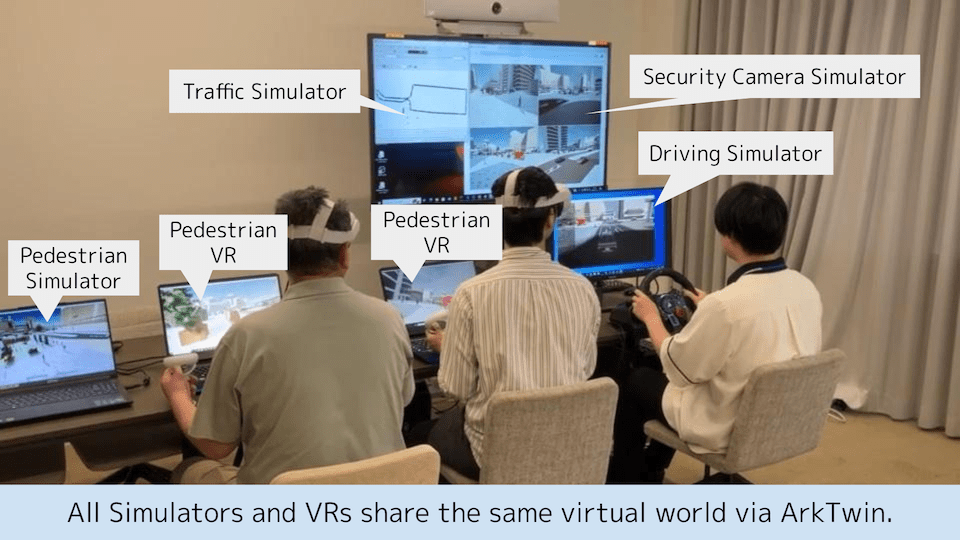 Traffic Simulator
Security Camera Simulator
Driving Simulator
Pedestrian
VR
Pedestrian
VR
Pedestrian
Simulator
All Simulators and VRs share the same virtual world via ArkTwin.